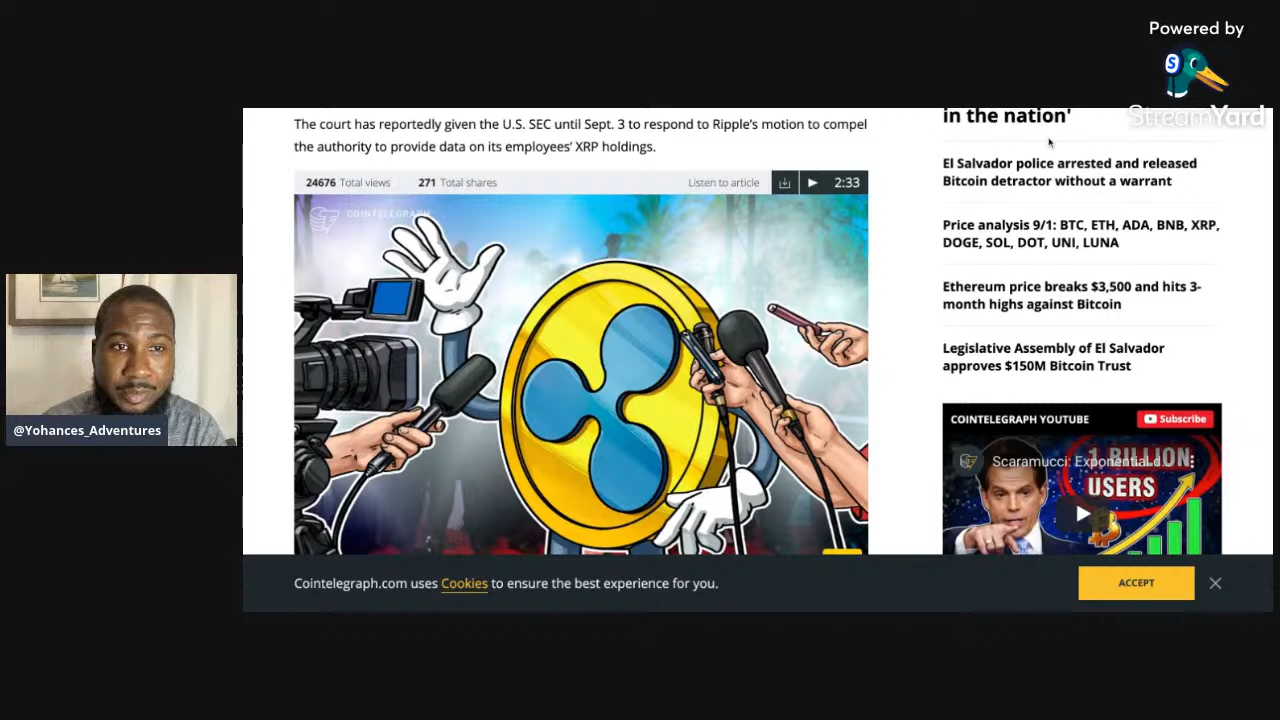 Powered by
S
StreamYard
The court has reportedly given the U.S. SEC until Sept. 3 to respond to Ripple's motion to compel
the authority to provide data on its employees' XRP holdings.
24676 Total views
271 Total shares
Listen to article
2:33
COINTELEGRAPH
@Yohances_Adventures
in the nation'
El Salvador police arrested and released
Bitcoin detractor without a warrant
Price analysis 9/1: BTC, ETH, ADA, BNB, XRP,
DOGE, SOL, DOT, UNI, LUNA
Ethereum price breaks $3,500 and hits 3-
month highs against Bitcoin
Legislative Assembly of El Salvador
approves $150M Bitcoin Trust
COINTELEGRAPH YOUTUBE
Subscribe
Scaramucci: Exponential
1 BILLION
USERS
Cointelegraph.com uses Cookies to ensure the best experience for you.
ACCEPT